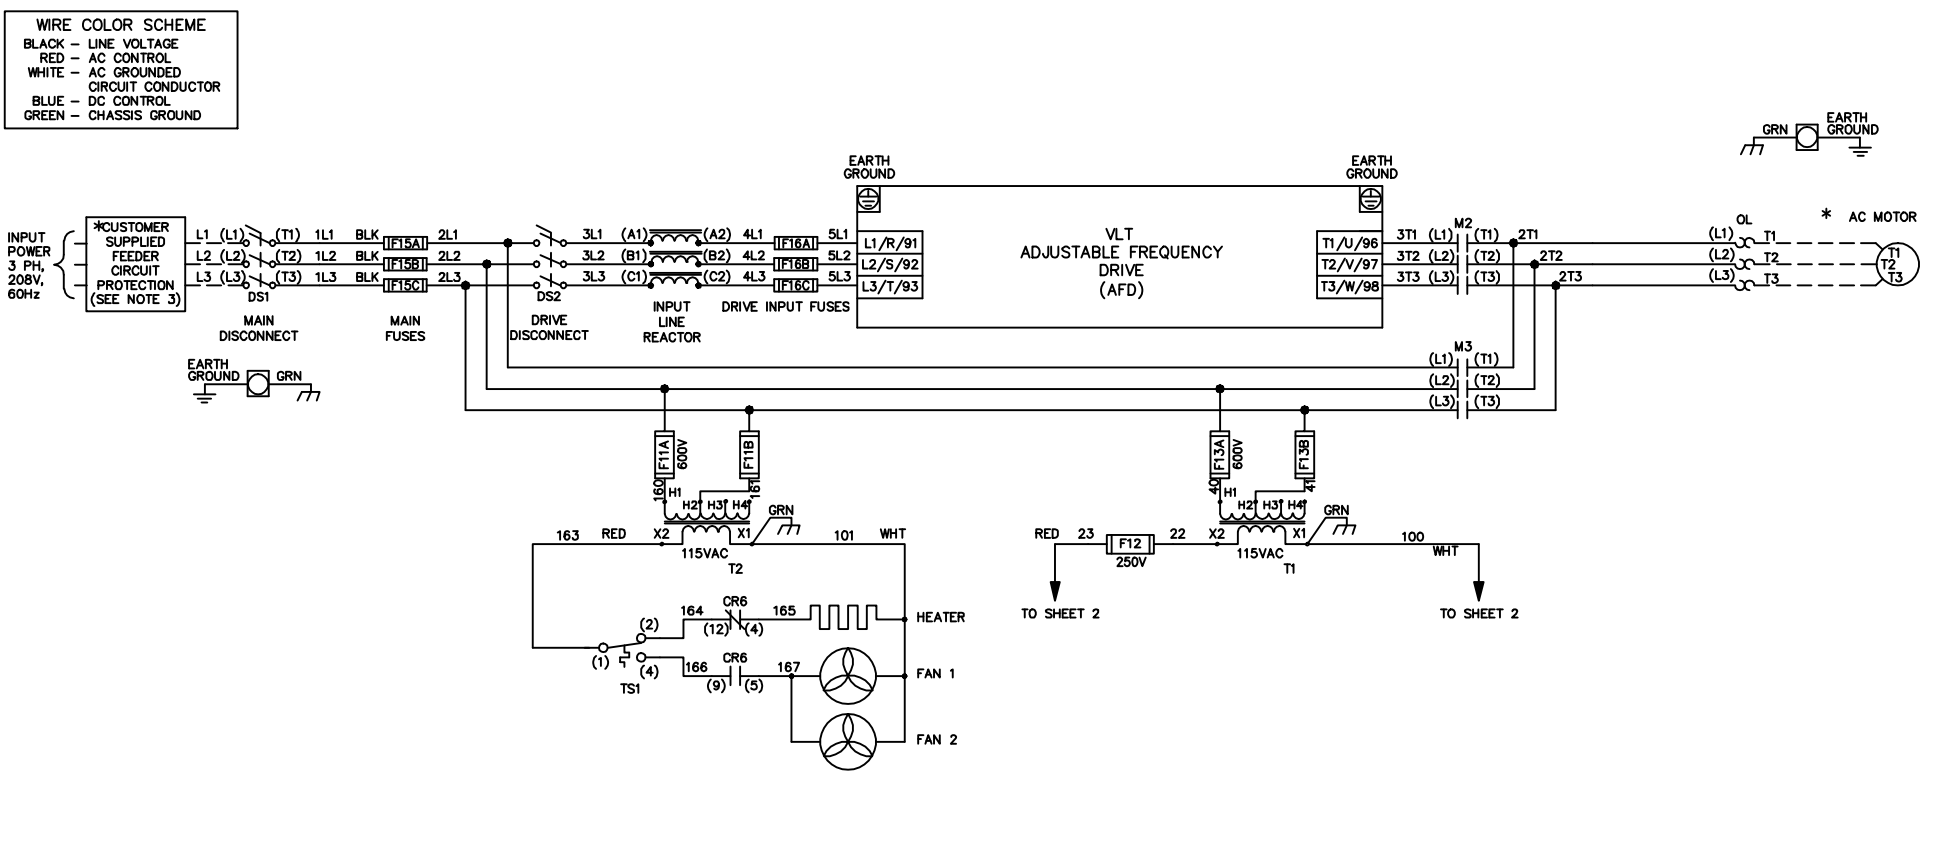 WIRE COLOR SCHEME
BLACK - LINE VOLTAGE
RED - AC CONTROL
WHITE - AC GROUNDED
CIRCUIT CONDUCTOR
BLUE - DC CONTROL
GREEN - CHASSIS GROUND
GRN
EARTH
GROUND
EARTH
GROUND
EARTH
GROUND
INPUT
POWER
3 PH,
208V,
60Hz
*CUSTOMER
SUPPLIED
FEEDER
CIRCUIT
PROTECTION
(SEE NOTE 3)
L1 (L1) (T1) 1L1 BLK F15A 2L1 3L1 (A1) (A2) 4L1 F16A 5L1 L1/R/91
L2 (L2) (T2) 1L2 BLK F15B 2L2 3L2 (B1) (B2) 4L2 F16B 5L2 L2/S/92
L3 (L3) (T3) 1L3 BLK F15C 2L3 3L3 (C1) (C2) 4L3 F16C 5L3 L3/T/93
DS1
MAIN
DISCONNECT
MAIN
FUSES
DS2
DRIVE
DISCONNECT
INPUT
LINE
REACTOR
DRIVE INPUT FUSES
VLT
ADJUSTABLE FREQUENCY
DRIVE
(AFD)
M2
OL
* AC MOTOR
T1/U/96 3T1 (L1) (T1) 2T1 (L1) T1
T2/V/97 3T2 (L2) (T2) 2T2 (L2) T2
T3/W/98 3T3 (L3) (T3) 2T3 (L3) T3
T1
T2
T3
M3
(L1) (T1)
(L2) (T2)
(L3) (T3)
EARTH
GROUND
GRN
F11A
600V
F11B
160
161
H1
H2 H3 H4
GRN
163 RED X2 X1 101 WHT
115VAC
T2
F13A
600V
F13B
40
41
H1
H2 H3 H4
GRN
RED 23 F12 22 X2 X1 100
WHT
250V
115VAC
T1
TO SHEET 2
TO SHEET 2
CR6
164 165
HEATER
(2) (12) (4)
(1)
(4)
TS1
CR6
166 167
FAN 1
(9) (5)
FAN 2